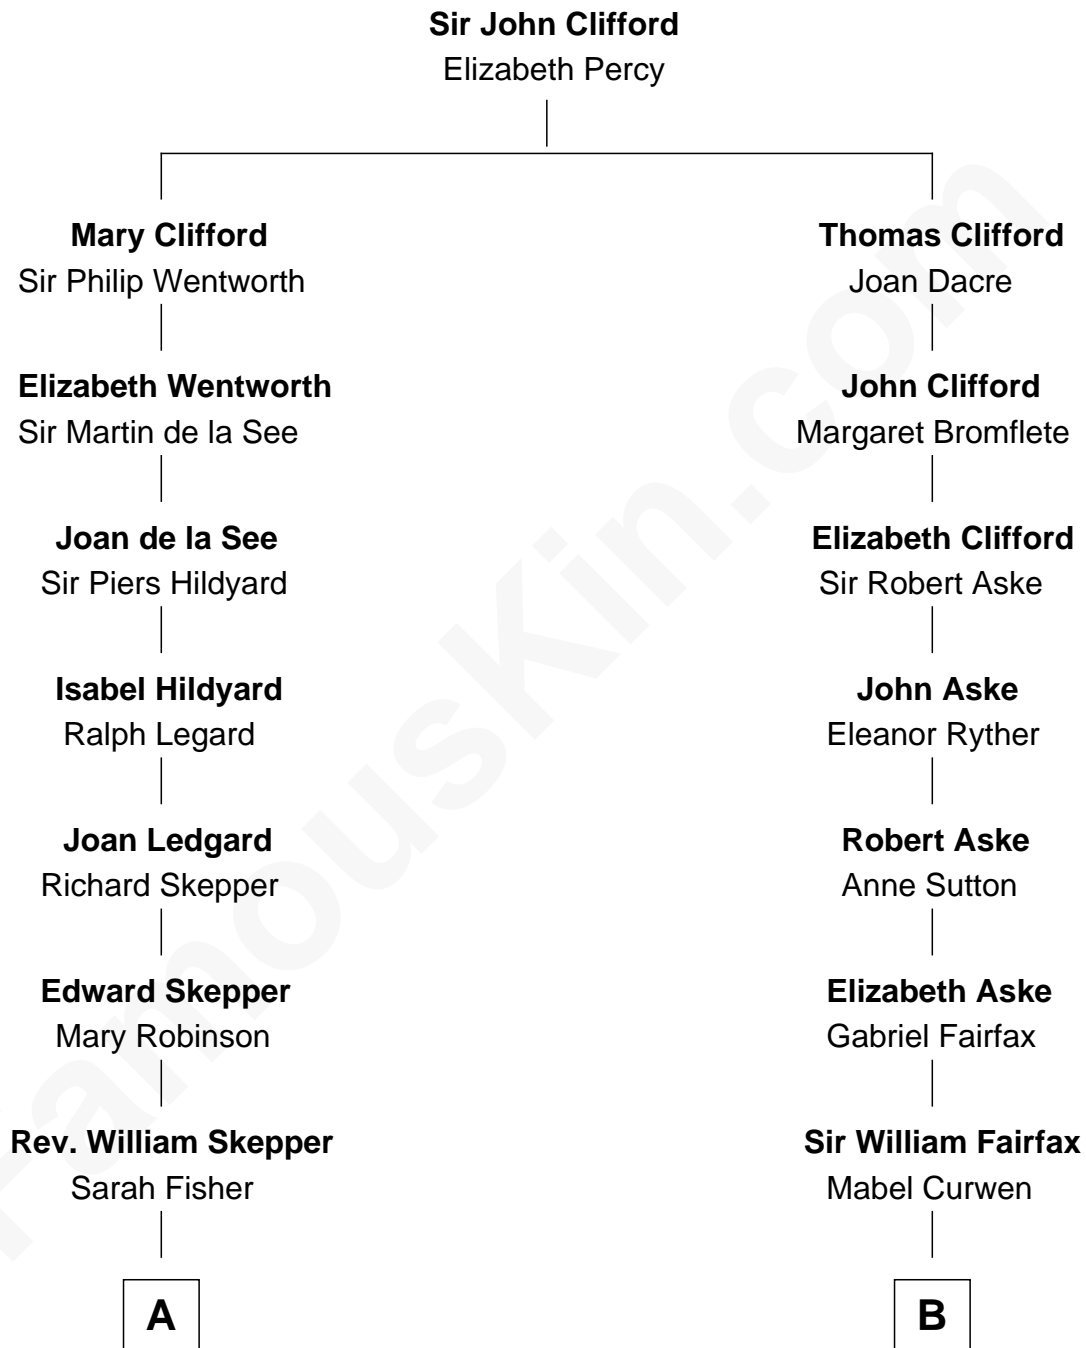 Sir John Clifford
Elizabeth Percy
Mary Clifford
Sir Philip Wentworth
Thomas Clifford
Joan Dacre
Elizabeth Wentworth
Sir Martin de la See
John Clifford
Margaret Bromflete
Joan de la See
Sir Piers Hildyard
Elizabeth Clifford
Sir Robert Aske
Isabel Hildyard
Ralph Legard
John Aske
Eleanor Ryther
Joan Ledgard
Richard Skepper
Robert Aske
Anne Sutton
Edward Skepper
Mary Robinson
Elizabeth Aske
Gabriel Fairfax
Rev. William Skepper
Sarah Fisher
Sir William Fairfax
Mabel Curwen
A
B
FamousKin.com